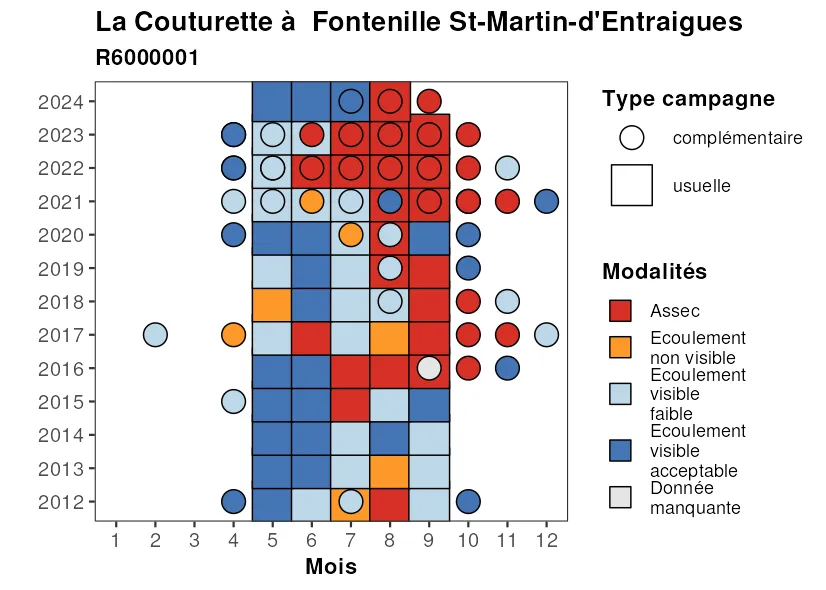 La Couturette à  Fontenille St-Martin-d'Entraigues
R6000001
2024
2023
2022
2021
2020
2019
2018
2017
2016
2015
2014
2013
2012
1 2 3 4 5 6 7 8 9 10 11 12
Mois
Type campagne
complémentaire
usuelle
Modalités
Assec
Ecoulement
non visible
Ecoulement
visible
faible
Ecoulement
visible
acceptable
Donnée
manquante